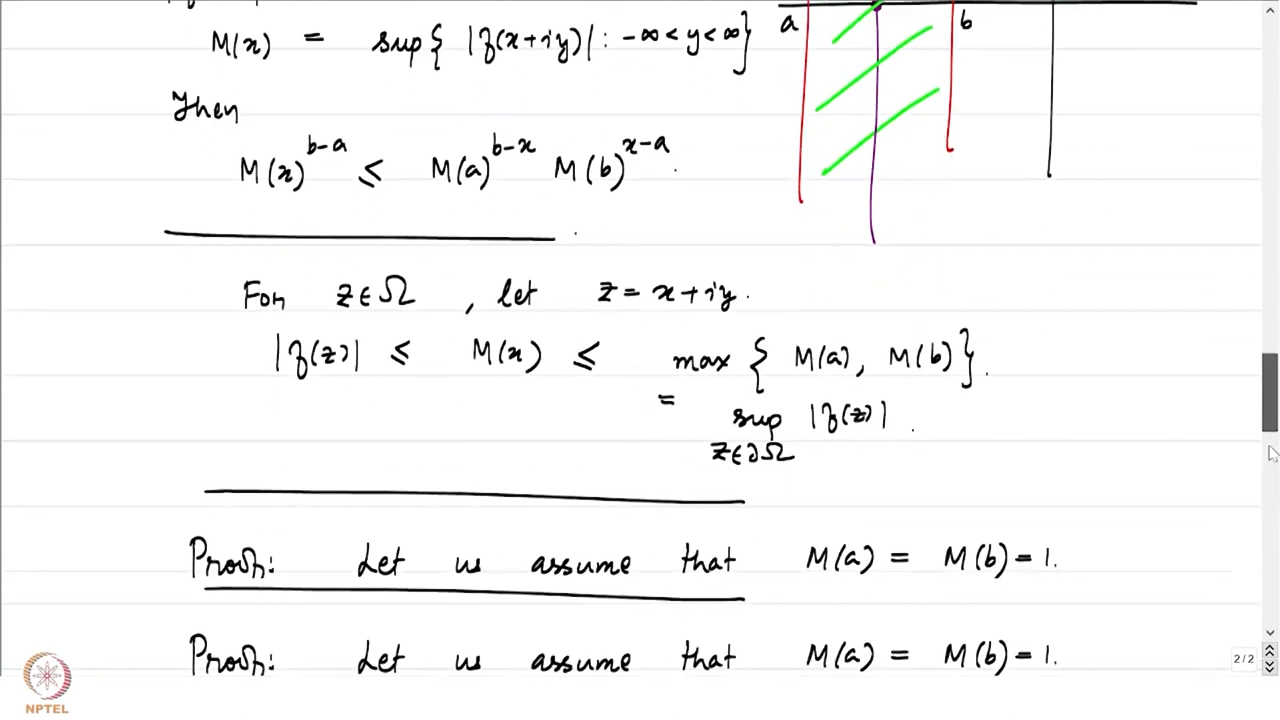 a b
M(x) = sup{ |f(x+iy)| : -∞ < y < ∞}
Then
M(x)^{b-a} ≤ M(a)^{b-x} M(b)^{x-a}.
For z ∈ Ω, let z = x+iy.
|f(z)| ≤ M(x) ≤ max { M(a), M(b)}.
= sup |f(z)|.
z∈∂Ω
Proof: Let us assume that M(a) = M(b) = 1.
Proof: Let us assume that M(a) = M(b) = 1.
2/2
NPTEL